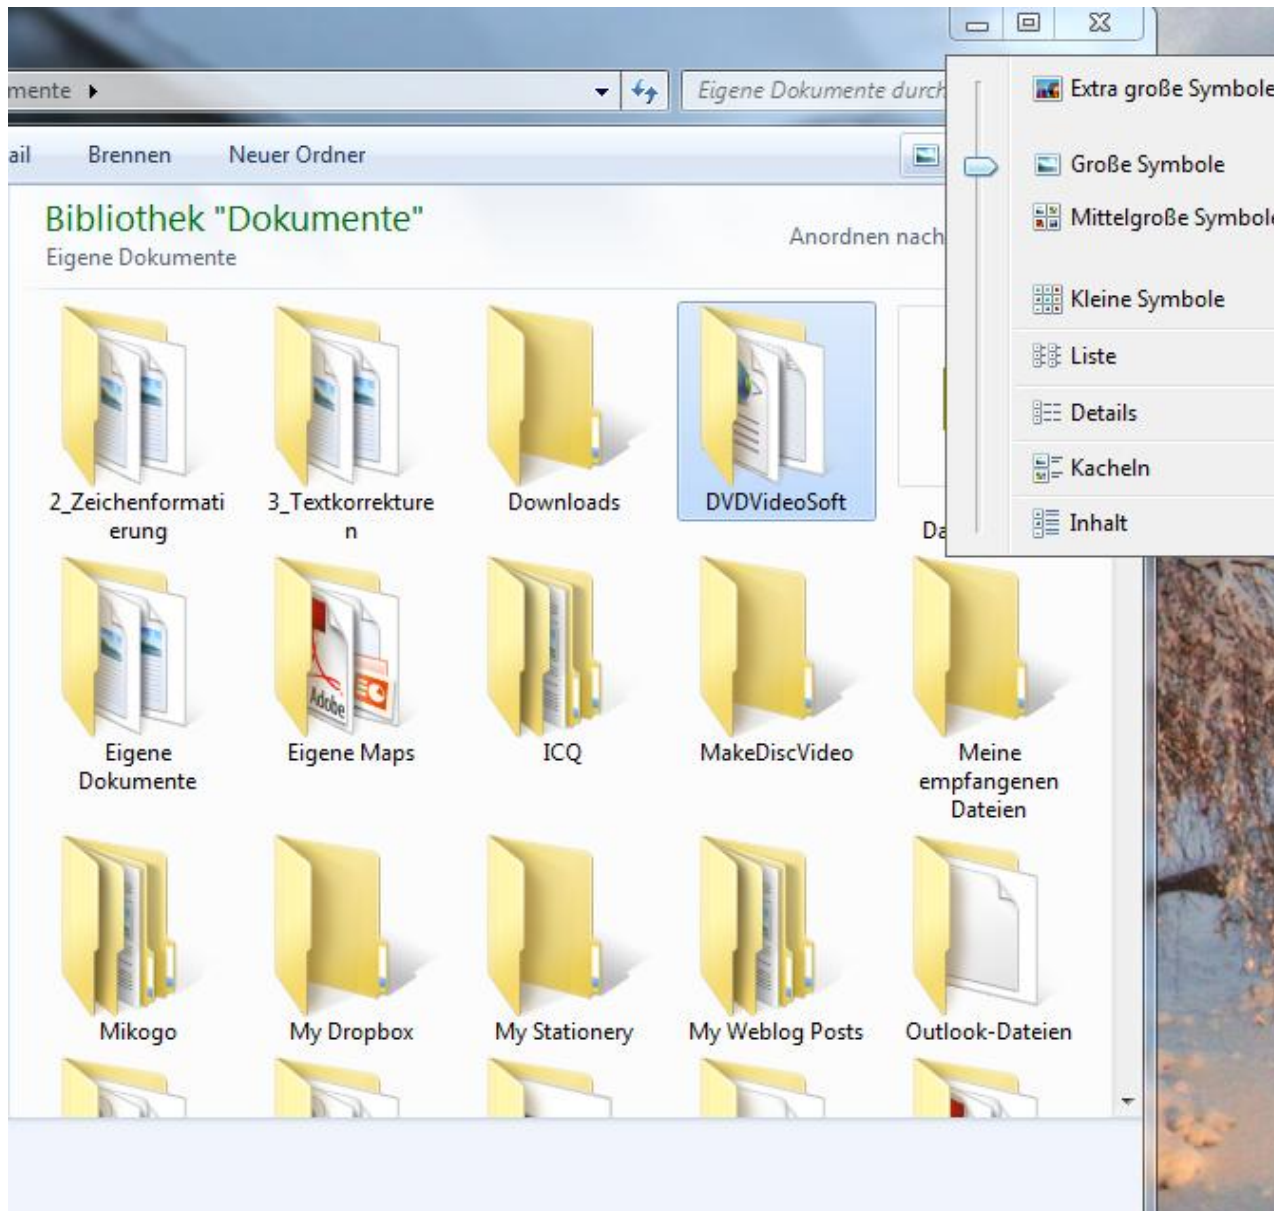 mente
Eigene Dokumente durch
ail Brennen Neuer Ordner
Bibliothek "Dokumente"
Eigene Dokumente
Anordnen nach
Extra große Symbole
Große Symbole
Mittelgroße Symbole
Kleine Symbole
Liste
Details
Kacheln
Inhalt
2_Zeichenformati
erung
3_Textkorrekture
n
Downloads
DVDVideoSoft
Da
Eigene
Dokumente
Adobe
Eigene Maps
ICQ
MakeDiscVideo
Meine
empfangenen
Dateien
Mikogo
My Dropbox
My Stationery
My Weblog Posts
Outlook-Dateien